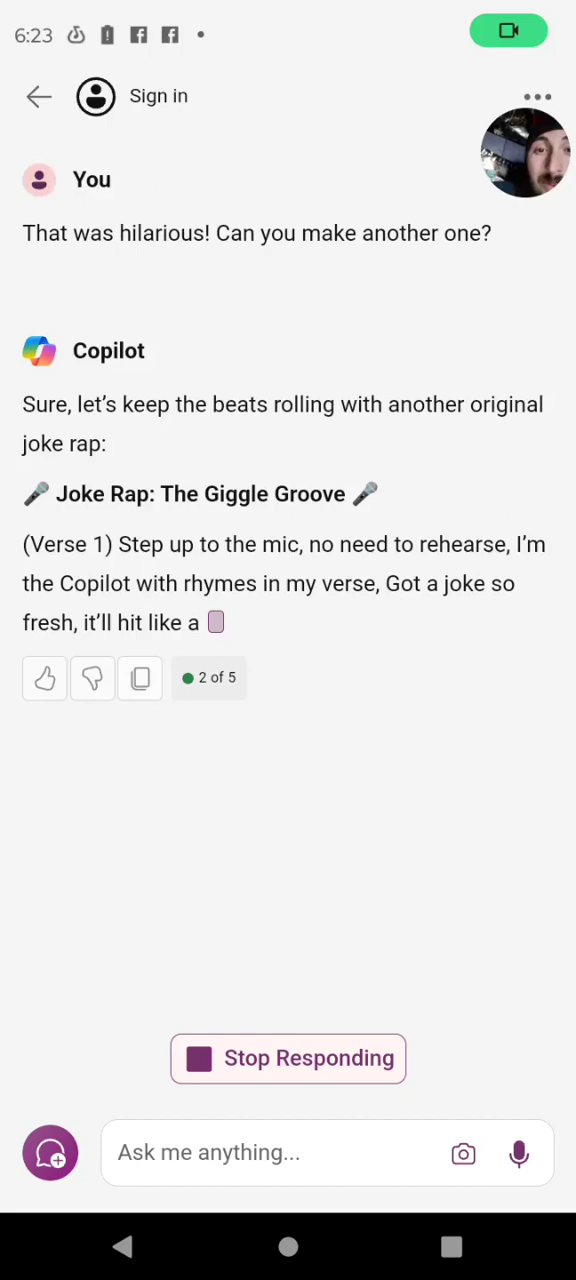 6:23
Sign in
You
That was hilarious! Can you make another one?
Copilot
Sure, let’s keep the beats rolling with another original
joke rap:
🎤 Joke Rap: The Giggle Groove 🎤
(Verse 1) Step up to the mic, no need to rehearse, I’m
the Copilot with rhymes in my verse, Got a joke so
fresh, it’ll hit like a
2 of 5
Stop Responding
Ask me anything...